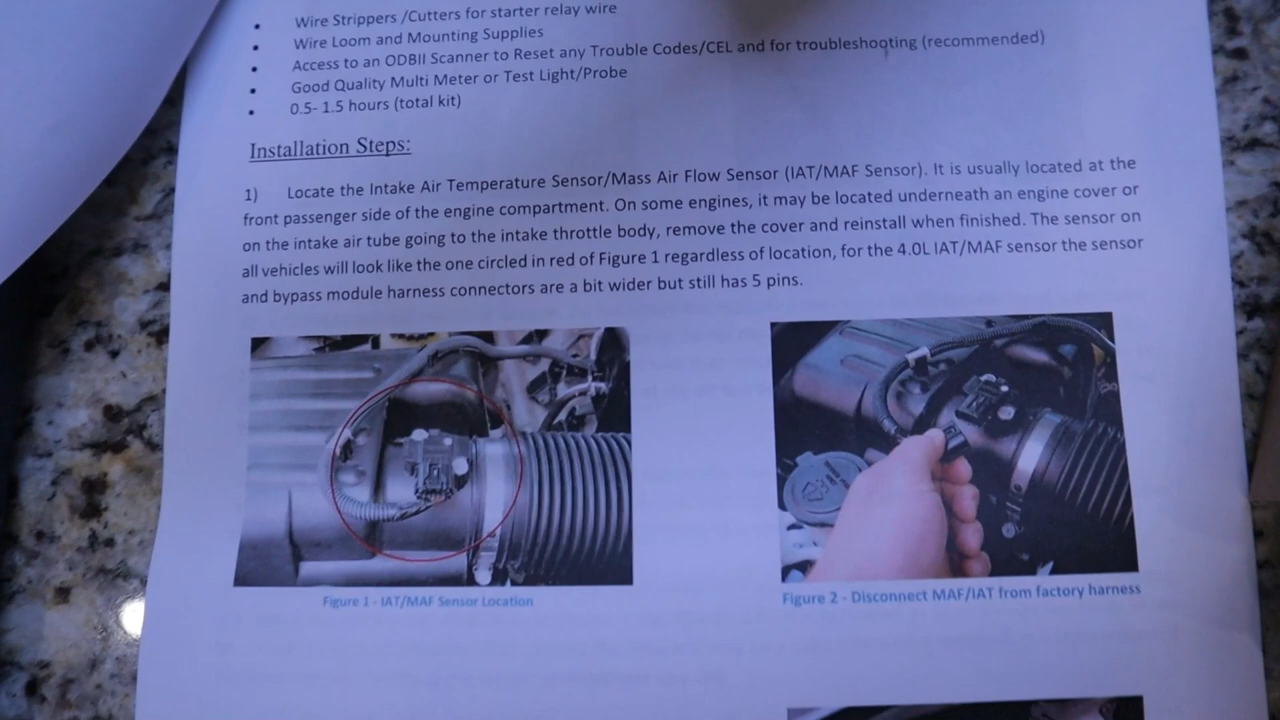 • Wire Strippers /Cutters for starter relay wire
• Wire Loom and Mounting Supplies
• Access to an ODBII Scanner to Reset any Trouble Codes/CEL and for troubleshooting (recommended)
• Good Quality Multi Meter or Test Light/Probe
• 0.5- 1.5 hours (total kit)
Installation Steps:
1) Locate the Intake Air Temperature Sensor/Mass Air Flow Sensor (IAT/MAF Sensor). It is usually located at the
front passenger side of the engine compartment. On some engines, it may be located underneath an engine cover or
on the intake air tube going to the intake throttle body, remove the cover and reinstall when finished. The sensor on
all vehicles will look like the one circled in red of Figure 1 regardless of location, for the 4.0L IAT/MAF sensor the sensor
and bypass module harness connectors are a bit wider but still has 5 pins.
Figure 1 - IAT/MAF Sensor Location
Figure 2 - Disconnect MAF/IAT from factory harness